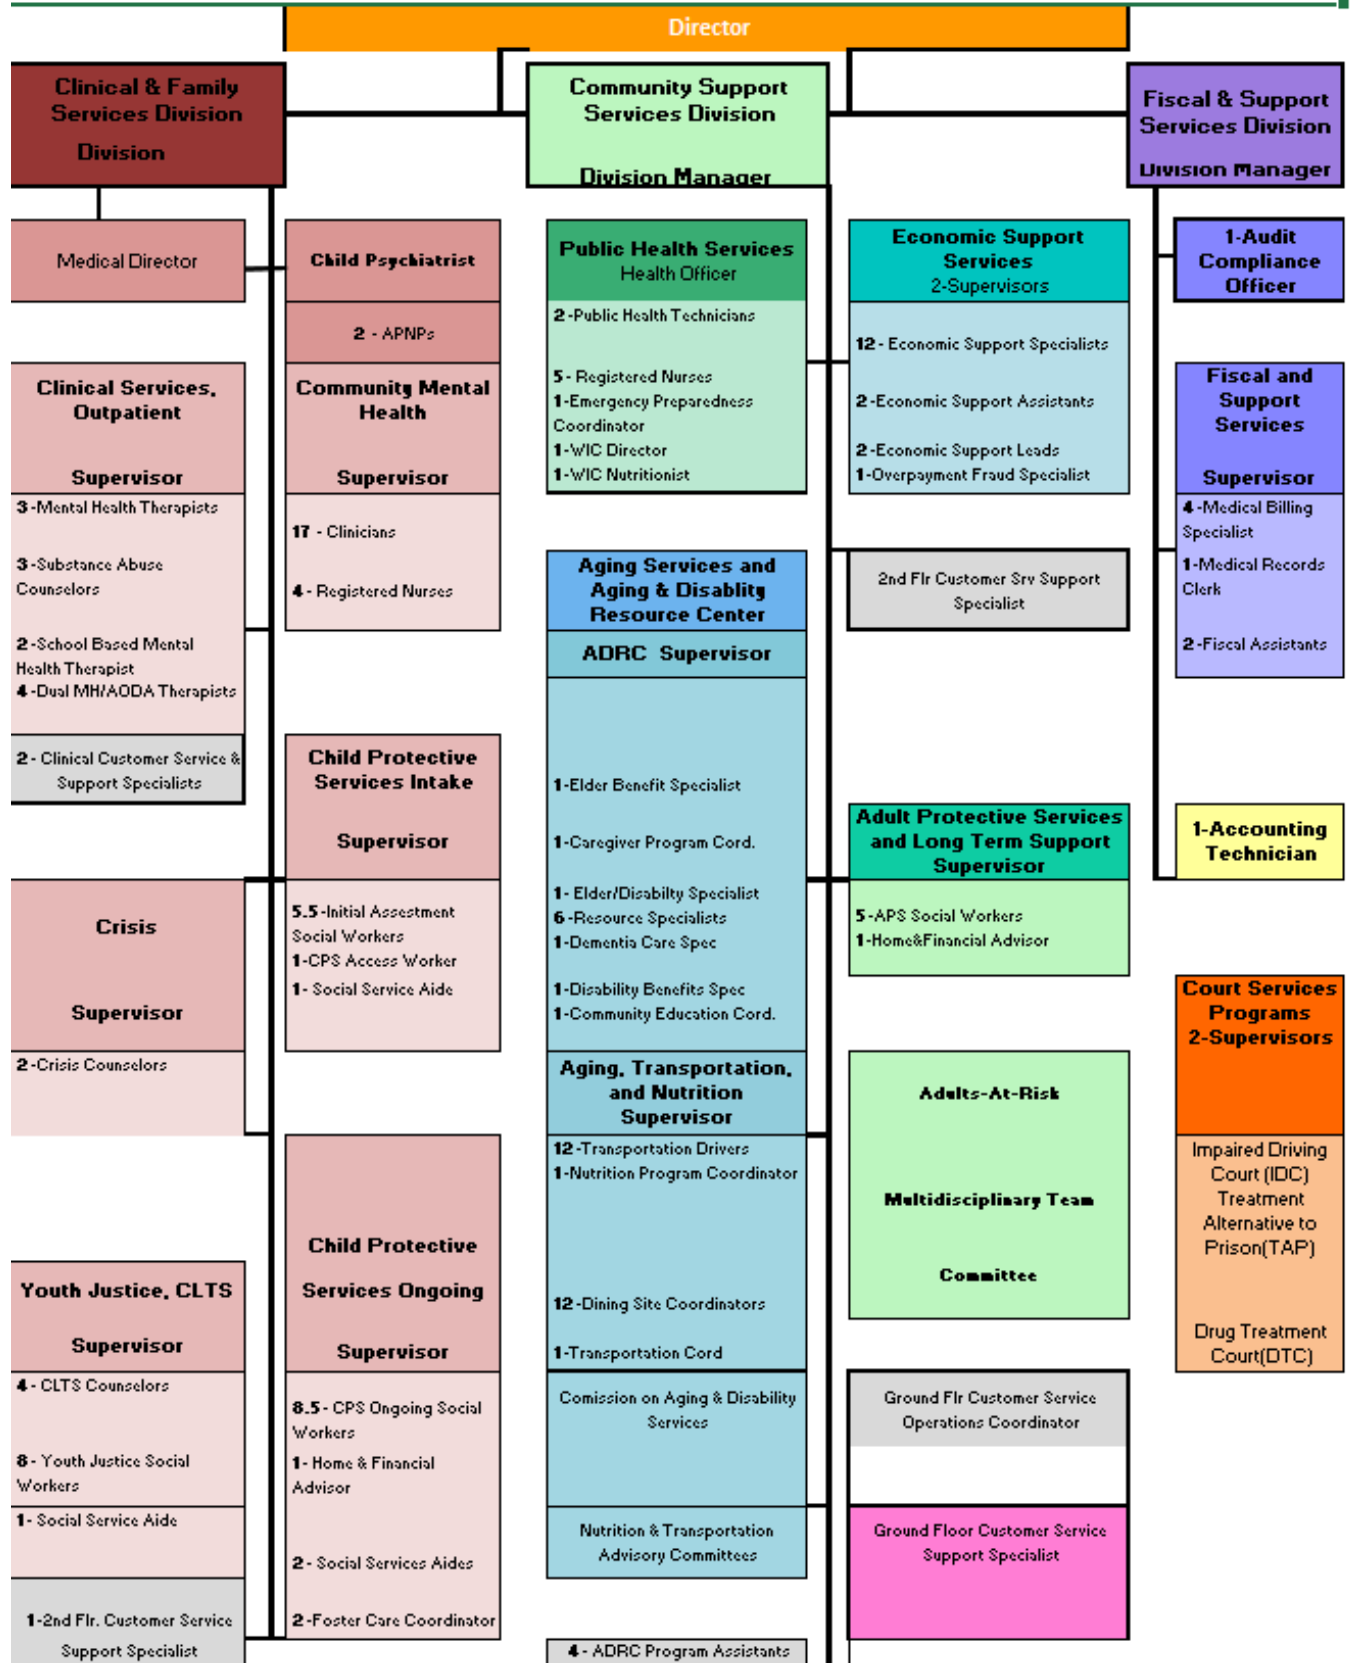 Director
Clinical & Family
Services Division
Division
Community Support
Services Division
Division Manager
Fiscal & Support
Services Division
Division Manager
Medical Director
Child Psychiatrist
2 - APNPs
Public Health Services
Health Officer
2 -Public Health Technicians
5 - Registered Nurses
1-Emergency Preparedness
Coordinator
1-WIC Director
1-WIC Nutritionist
Economic Support
Services
2-Supervisors
12 - Economic Support Specialists
2 -Economic Support Assistants
2 -Economic Support Leads
1-Overpayment Fraud Specialist
1-Audit
Compliance
Officer
Clinical Services,
Outpatient
Supervisor
3 -Mental Health Therapists
3 -Substance Abuse
Counselors
2 -School Based Mental
Health Therapist
4 -Dual MH/AODA Therapists
2 - Clinical Customer Service &
Support Specialists
Community Mental
Health
Supervisor
17 - Clinicians
4 - Registered Nurses
Fiscal and
Support
Services
Supervisor
4 -Medical Billing
Specialist
1-Medical Records
Clerk
2 -Fiscal Assistants
Aging Services and
Aging & Disablity
Resource Center
ADRC Supervisor
1-Elder Benefit Specialist
1-Caregiver Program Cord.
1- Elder/Disabilty Specialist
6 -Resource Specialists
1-Dementia Care Spec
1-Disability Benefits Spec
1-Community Education Cord.
2nd Flr Customer Srv Support
Specialist
Child Protective
Services Intake
Supervisor
5.5 -Initial Assestment
Social Workers
1-CPS Access Worker
1- Social Service Aide
Adult Protective Services
and Long Term Support
Supervisor
5 -APS Social Workers
1-Home&Financial Advisor
1-Accounting
Technician
Crisis
Supervisor
2 -Crisis Counselors
Court Services
Programs
2-Supervisors
Impaired Driving
Court (IDC)
Treatment
Alternative to
Prison(TAP)
Drug Treatment
Court(DTC)
Aging, Transportation,
and Nutrition
Supervisor
12 -Transportation Drivers
1-Nutrition Program Coordinator
12 -Dining Site Coordinators
1-Transportation Cord
Comission on Aging & Disability
Services
Nutrition & Transportation
Advisory Committees
4 - ADRC Program Assistants
Adults-At-Risk
Multidisciplinary Team
Committee
Child Protective
Services Ongoing
Supervisor
8.5 - CPS Ongoing Social
Workers
1- Home & Financial
Advisor
2 - Social Services Aides
2 -Foster Care Coordinator
Youth Justice, CLTS
Supervisor
4 - CLTS Counselors
8 - Youth Justice Social
Workers
1- Social Service Aide
1-2nd Flr. Customer Service
Support Specialist
Ground Flr Customer Service
Operations Coordinator
Ground Floor Customer Service
Support Specialist